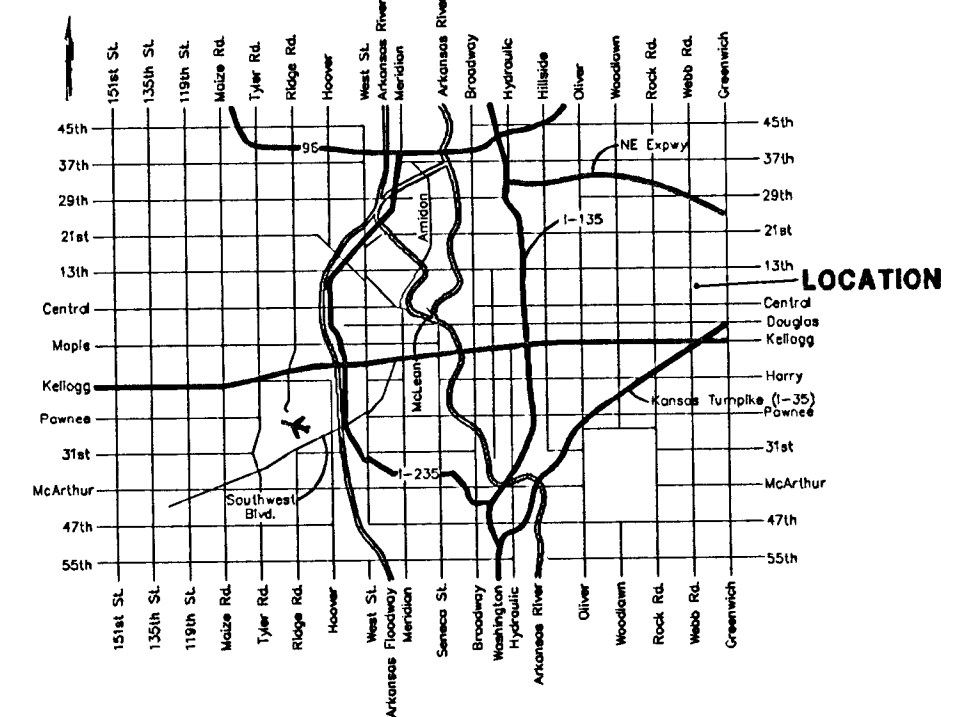 151st St.
135th St.
119th St.
Maize Rd.
Tyler Rd.
Ridge Rd.
Hoover
West St.
Arkansas River
Meridian
Arkansas River
Broadway
Hydraulic
Hillside
Oliver
Woodlawn
Rock Rd.
Webb Rd.
Greenwich
45th
37th
29th
21st
13th
Central
Maple
Kellogg
Pawnee
31st
McArthur
47th
55th
96
Amidon
McLean
I-235
Southwest
Blvd.
NE Expwy
I-135
LOCATION
Kansas Turnpike (I-35)
45th
37th
29th
21st
13th
Central
Douglas
Kellogg
Harry
Pawnee
31st
McArthur
47th
55th
151st St.
135th St.
119th St.
Maize Rd.
Tyler Rd.
Ridge Rd.
Hoover
West St.
Arkansas Floodway
Meridian
Seneca St.
Broadway
Washington
Hydraulic
Arkansas River
Oliver
Woodlawn
Rock Rd.
Webb Rd.
Greenwich